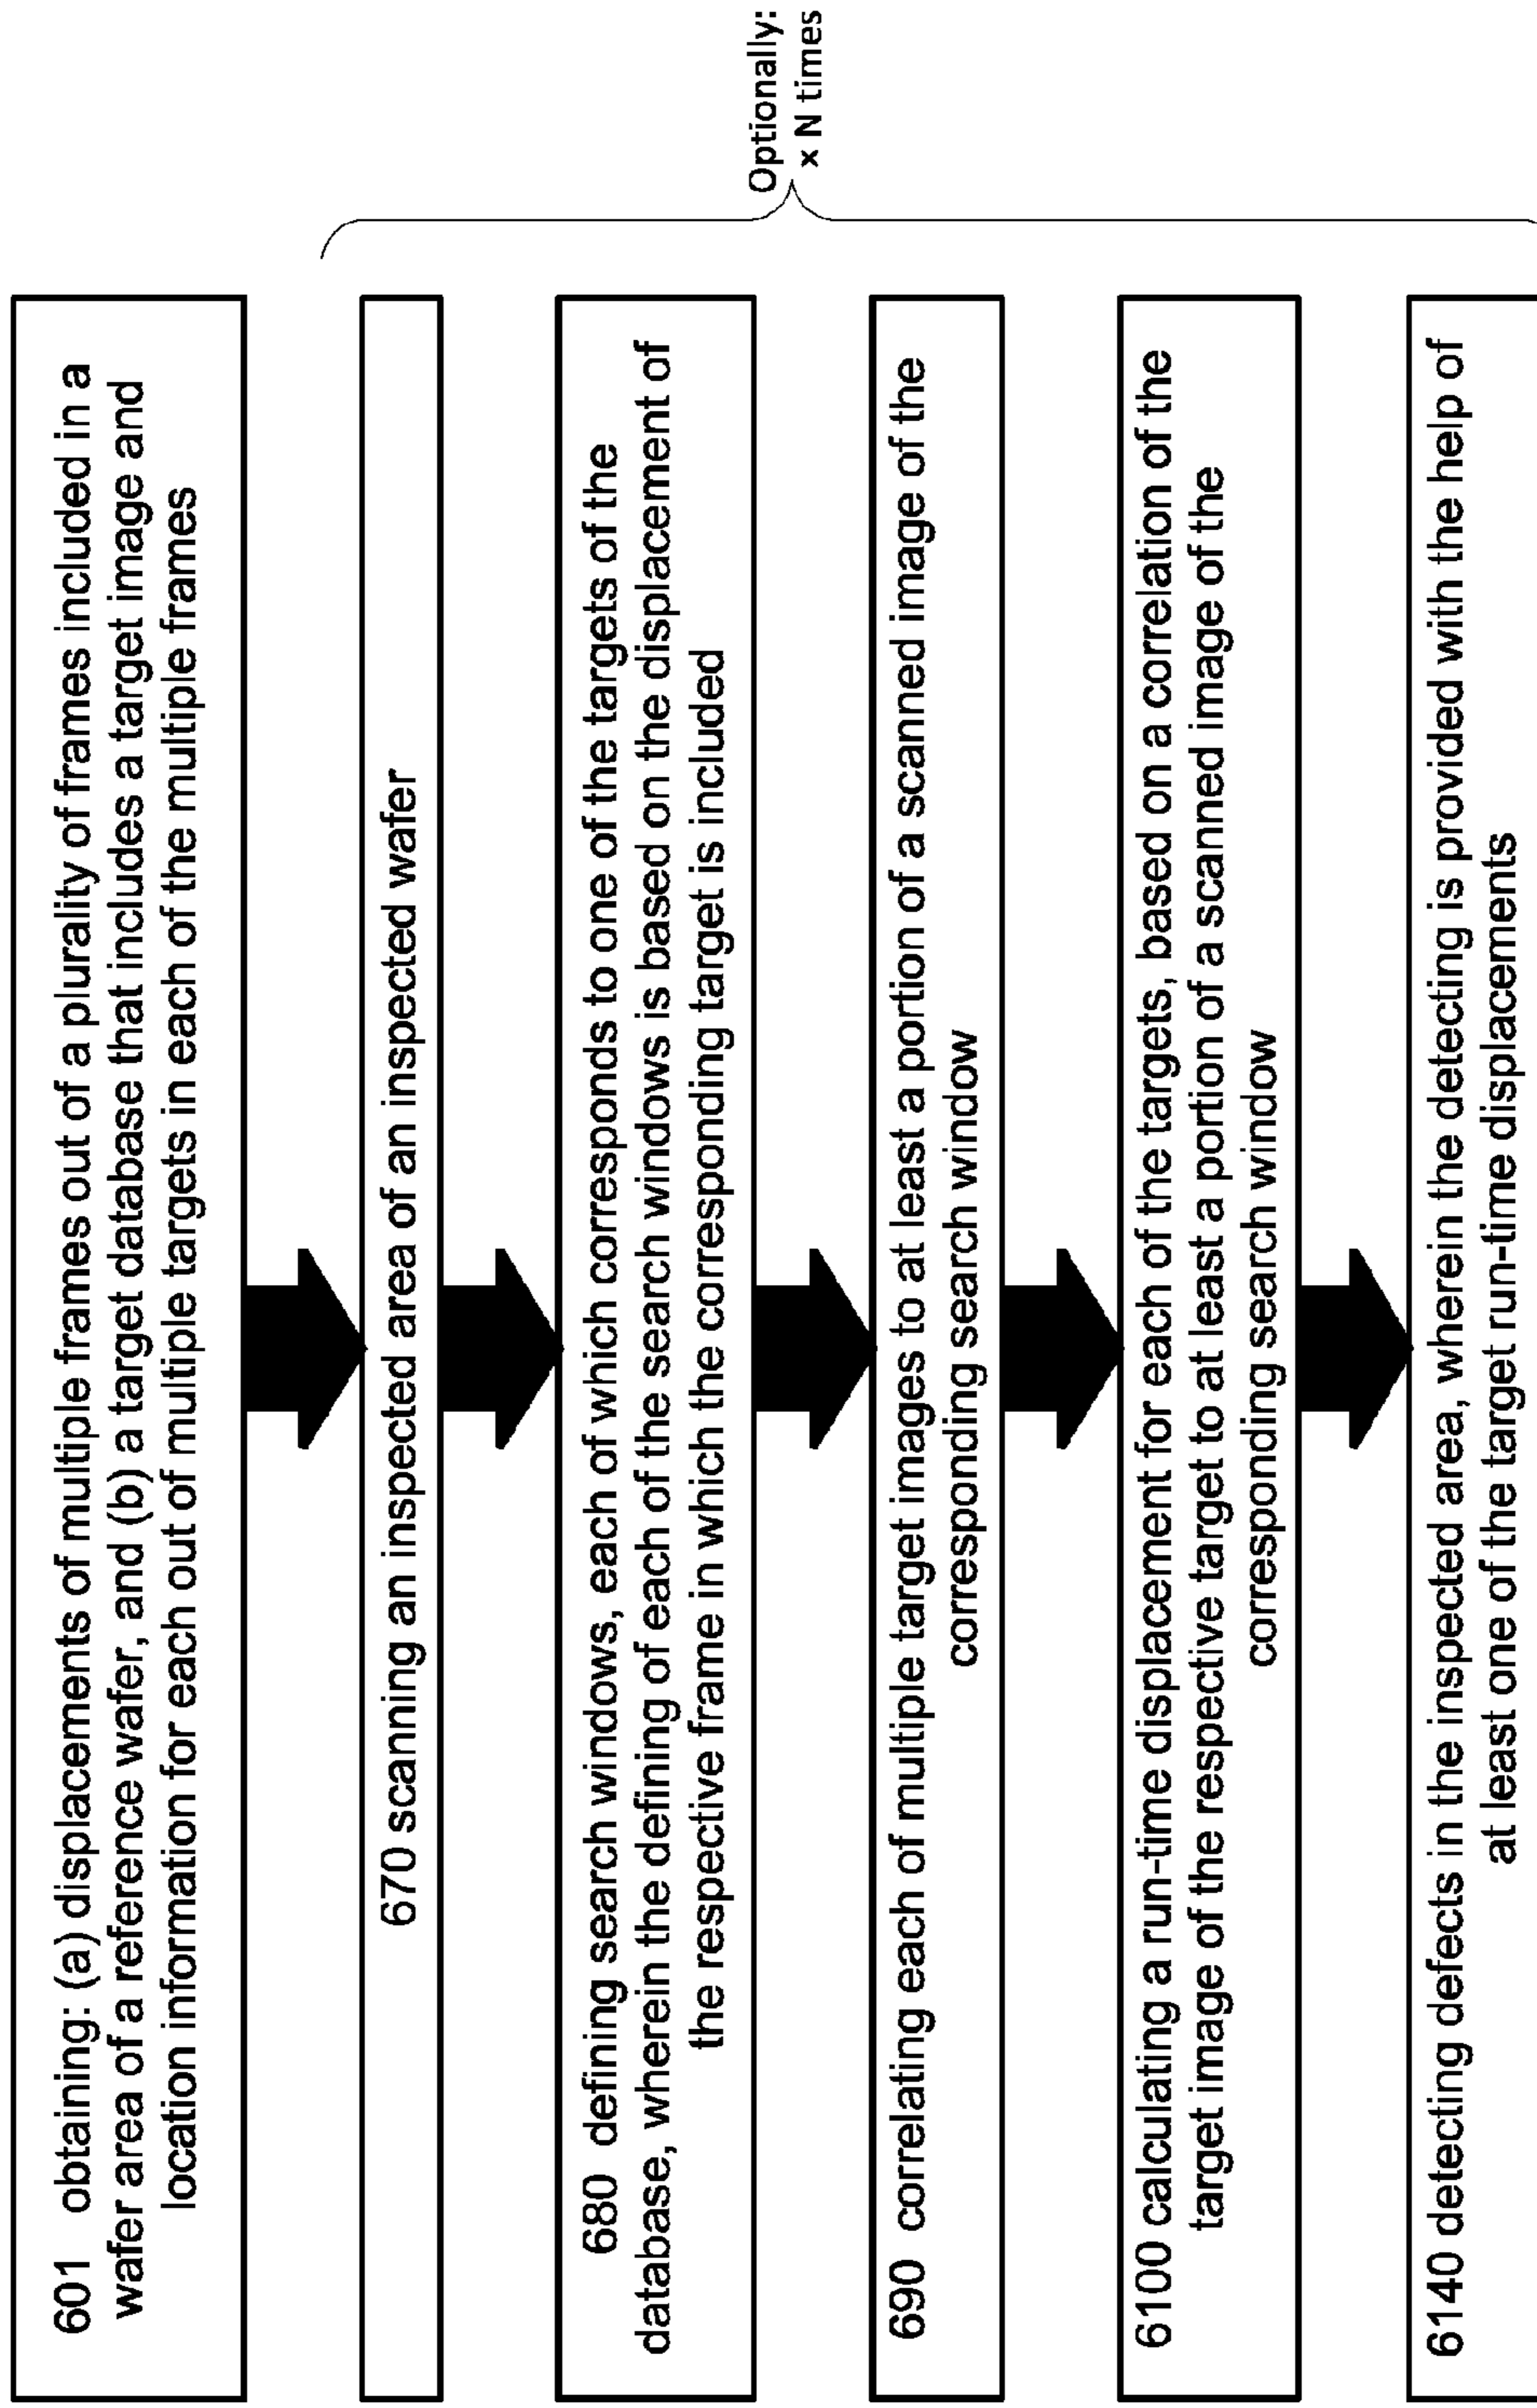 601 obtaining: (a) displacements of multiple frames out of a plurality of frames included in a
wafer area of a reference wafer, and (b) a target database that includes a target image and
location information for each out of multiple targets in each of the multiple frames
670 scanning an inspected area of an inspected wafer
680 defining search windows, each of which corresponds to one of the targets of the
database, wherein the defining of each of the search windows is based on the displacement of
the respective frame in which the corresponding target is included
690 correlating each of multiple target images to at least a portion of a scanned image of the
corresponding search window
6100 calculating a run-time displacement for each of the targets, based on a correlation of the
target image of the respective target to at least a portion of a scanned image of the
corresponding search window
6140 detecting defects in the inspected area, wherein the detecting is provided with the help of
at least one of the target run-time displacements
Optionally:
× N times